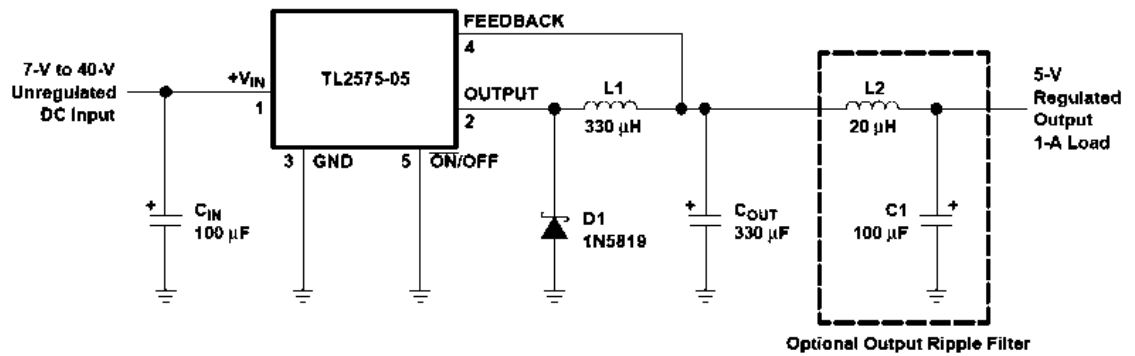 FEEDBACK
4
7-V to 40-V
Unregulated
DC Input
+VIN
1
TL2575-05
OUTPUT
2
L1
330 μH
L2
20 μH
5-V
Regulated
Output
1-A Load
3 GND
5 ON/OFF
+
CIN
100 μF
D1
1N5819
+
COUT
330 μF
C1
100 μF
+
Optional Output Ripple Filter